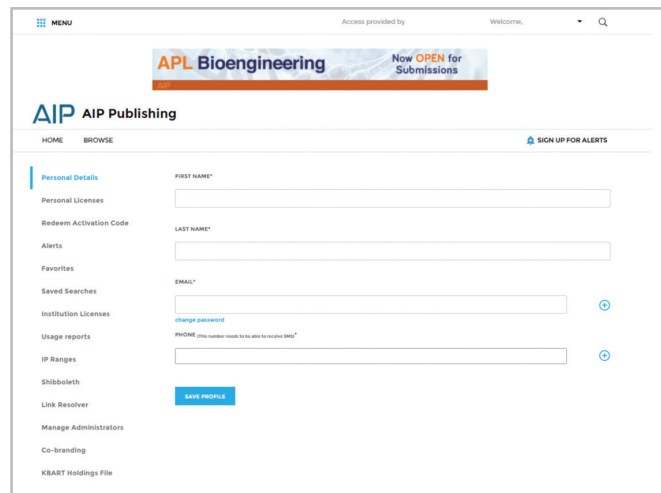 MENU
Access provided by
Welcome,
APL Bioengineering
Now OPEN for
Submissions
AIP
AIP AIP Publishing
HOME BROWSE
SIGN UP FOR ALERTS
Personal Details
Personal Licenses
Redeem Activation Code
Alerts
Favorites
Saved Searches
Institution Licenses
Usage reports
IP Ranges
Shibboleth
Link Resolver
Manage Administrators
Co-branding
KBART Holdings File
FIRST NAME*
LAST NAME*
EMAIL*
change password
PHONE (This number needs to be able to receive SMS)*
SAVE PROFILE